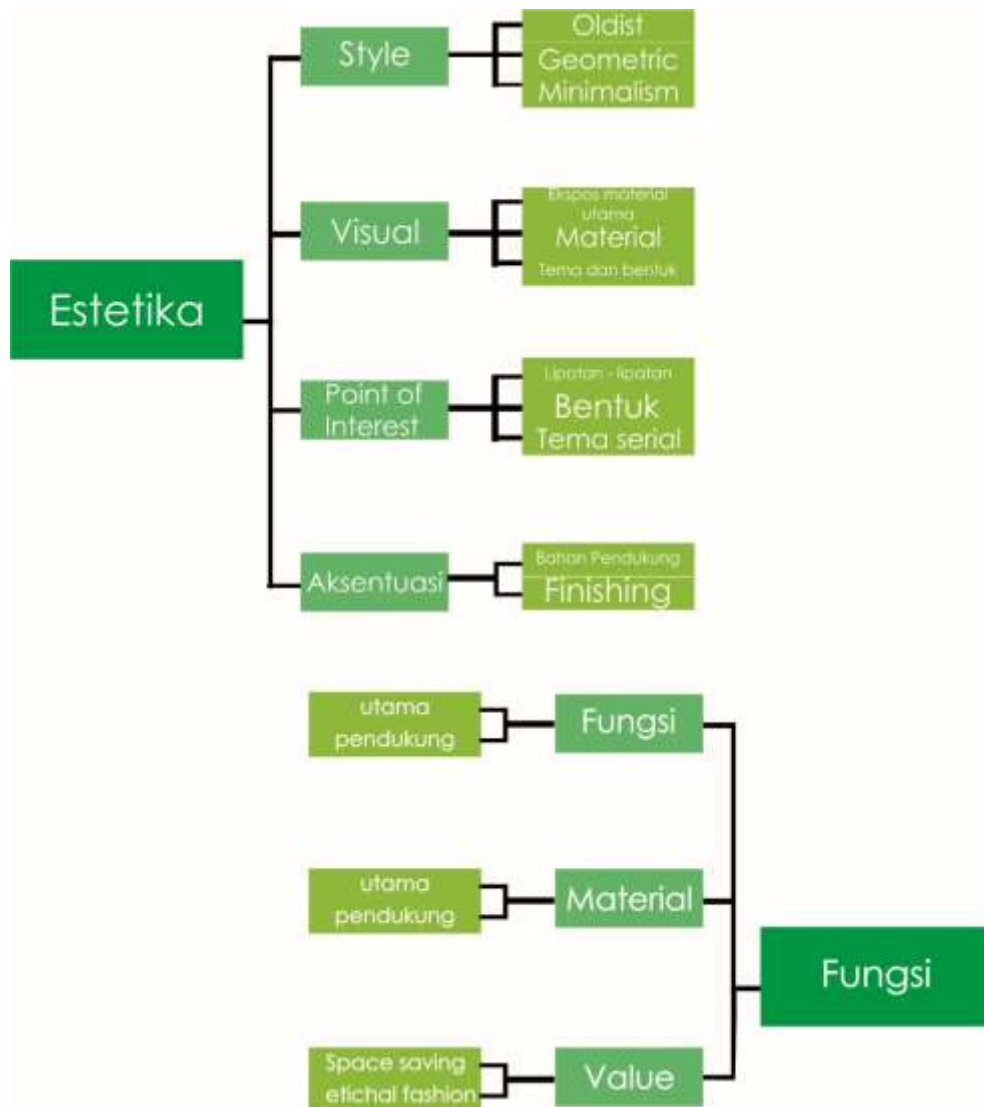 Estetika
Style
Oldist
Geometric
Minimalism
Visual
Ekspos material
utama
Material
Tema dan bentuk
Point of
Interest
Lipatan - lipatan
Bentuk
Tema serial
Aksentuasi
Bahan Pendukung
Finishing
Fungsi
Fungsi
utama
pendukung
Material
utama
pendukung
Value
Space saving
etichal fashion